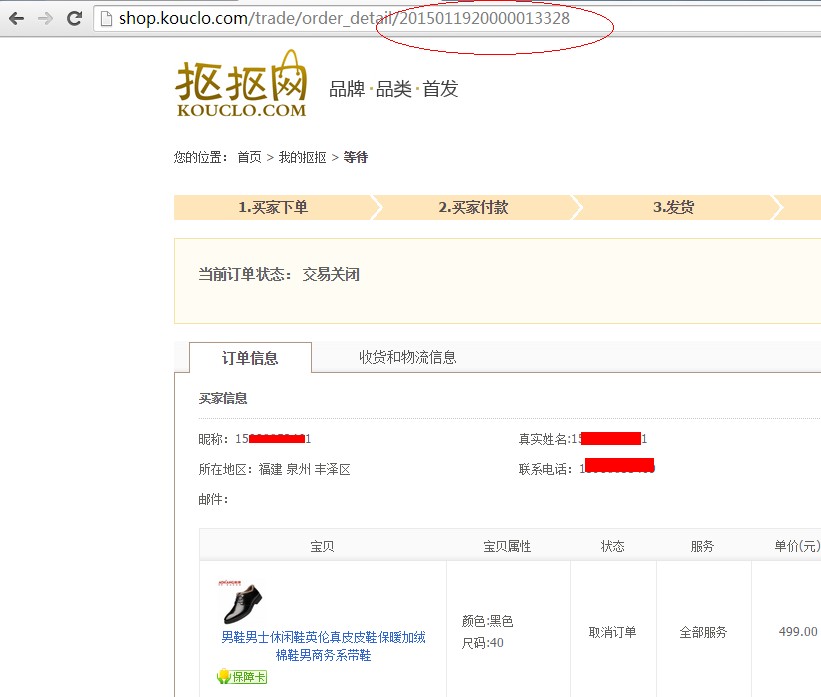 shop.kouclo.com/trade/order_detail/2015011920000013328
抠抠网
KOUCLO.COM
品牌·品类·首发
您的位置： 首页 > 我的抠抠 > 等待
1.买家下单 2.买家付款 3.发货
当前订单状态： 交易关闭
订单信息 收货和物流信息
买家信息
昵称： 15 1 真实姓名:15 1
所在地区：福建 泉州 丰泽区 联系电话： 1
邮件：
宝贝 宝贝属性 状态 服务 单价(元)
男鞋男士休闲鞋英伦真皮皮鞋保暖加绒
棉鞋男商务系带鞋
保障卡
颜色:黑色
尺码:40
取消订单 全部服务 499.00